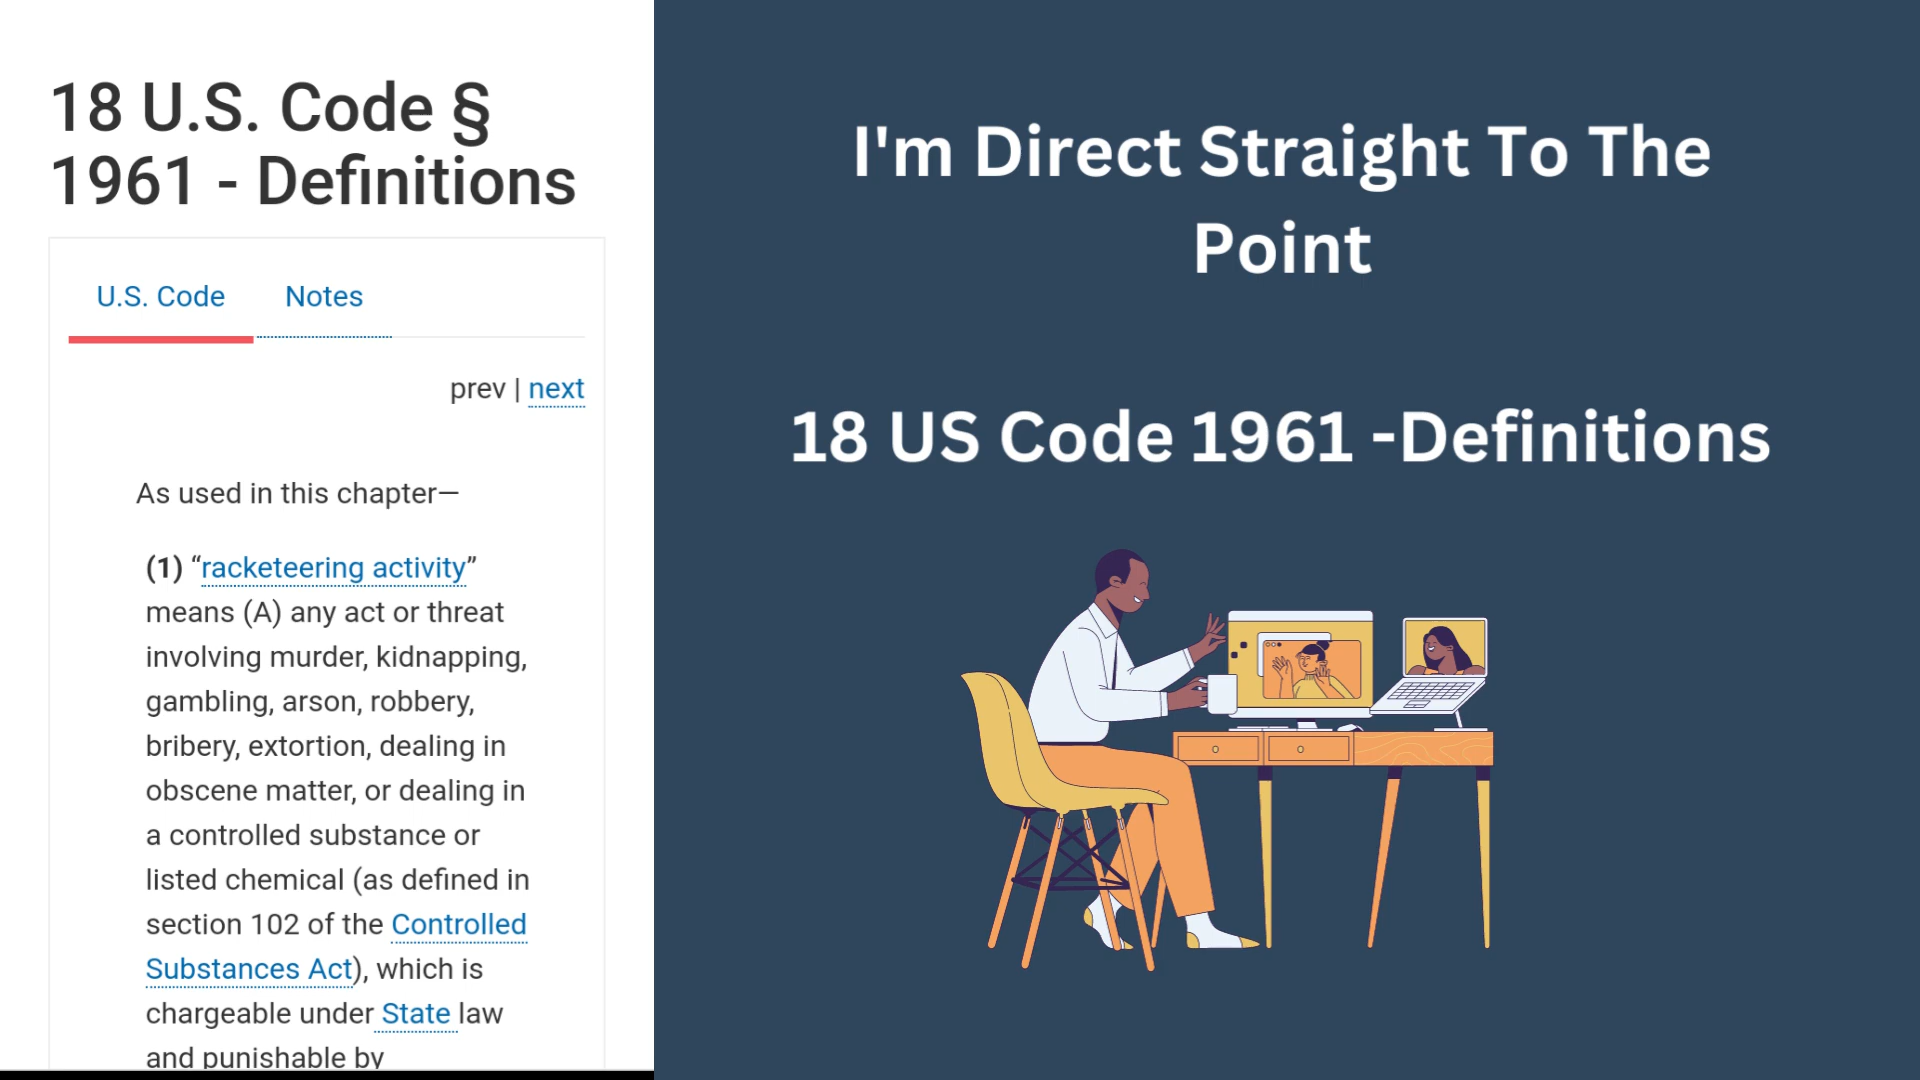 18 U.S. Code §
1961 - Definitions
U.S. Code
Notes
prev | next
As used in this chapter—
(1) “racketeering activity”
means (A) any act or threat
involving murder, kidnapping,
gambling, arson, robbery,
bribery, extortion, dealing in
obscene matter, or dealing in
a controlled substance or
listed chemical (as defined in
section 102 of the Controlled
Substances Act), which is
chargeable under State law
and punishable by
I'm Direct Straight To The
Point
18 US Code 1961 -Definitions